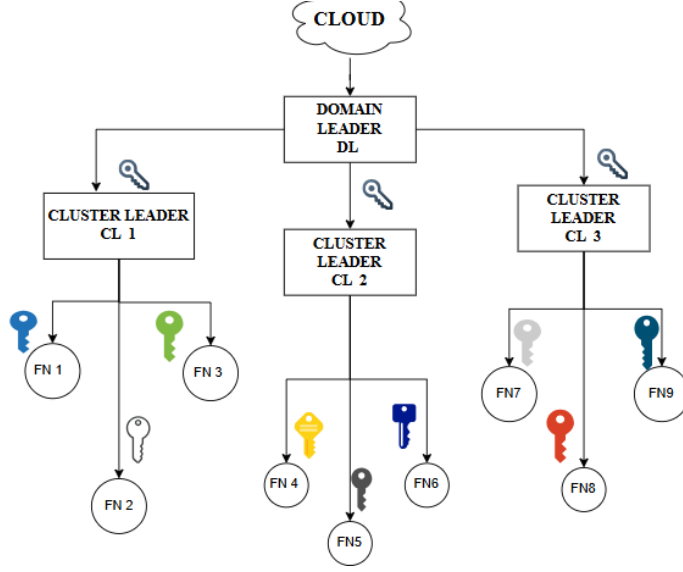 CLOUD
DOMAIN
LEADER
DL
CLUSTER LEADER
CL 1
CLUSTER
LEADER
CL 2
CLUSTER
LEADER
CL 3
FN 1
FN 3
FN 2
FN 4
FN6
FN5
FN7
FN9
FN8